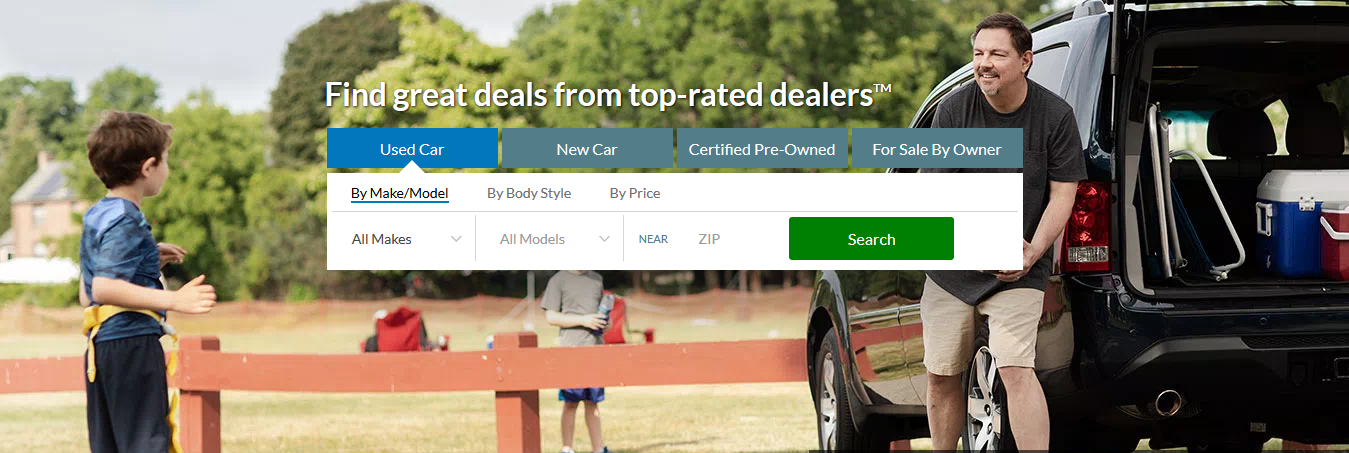 Find great deals from top-rated dealers™
Used Car New Car Certified Pre-Owned For Sale By Owner
By Make/Model By Body Style By Price
All Makes All Models NEAR ZIP Search